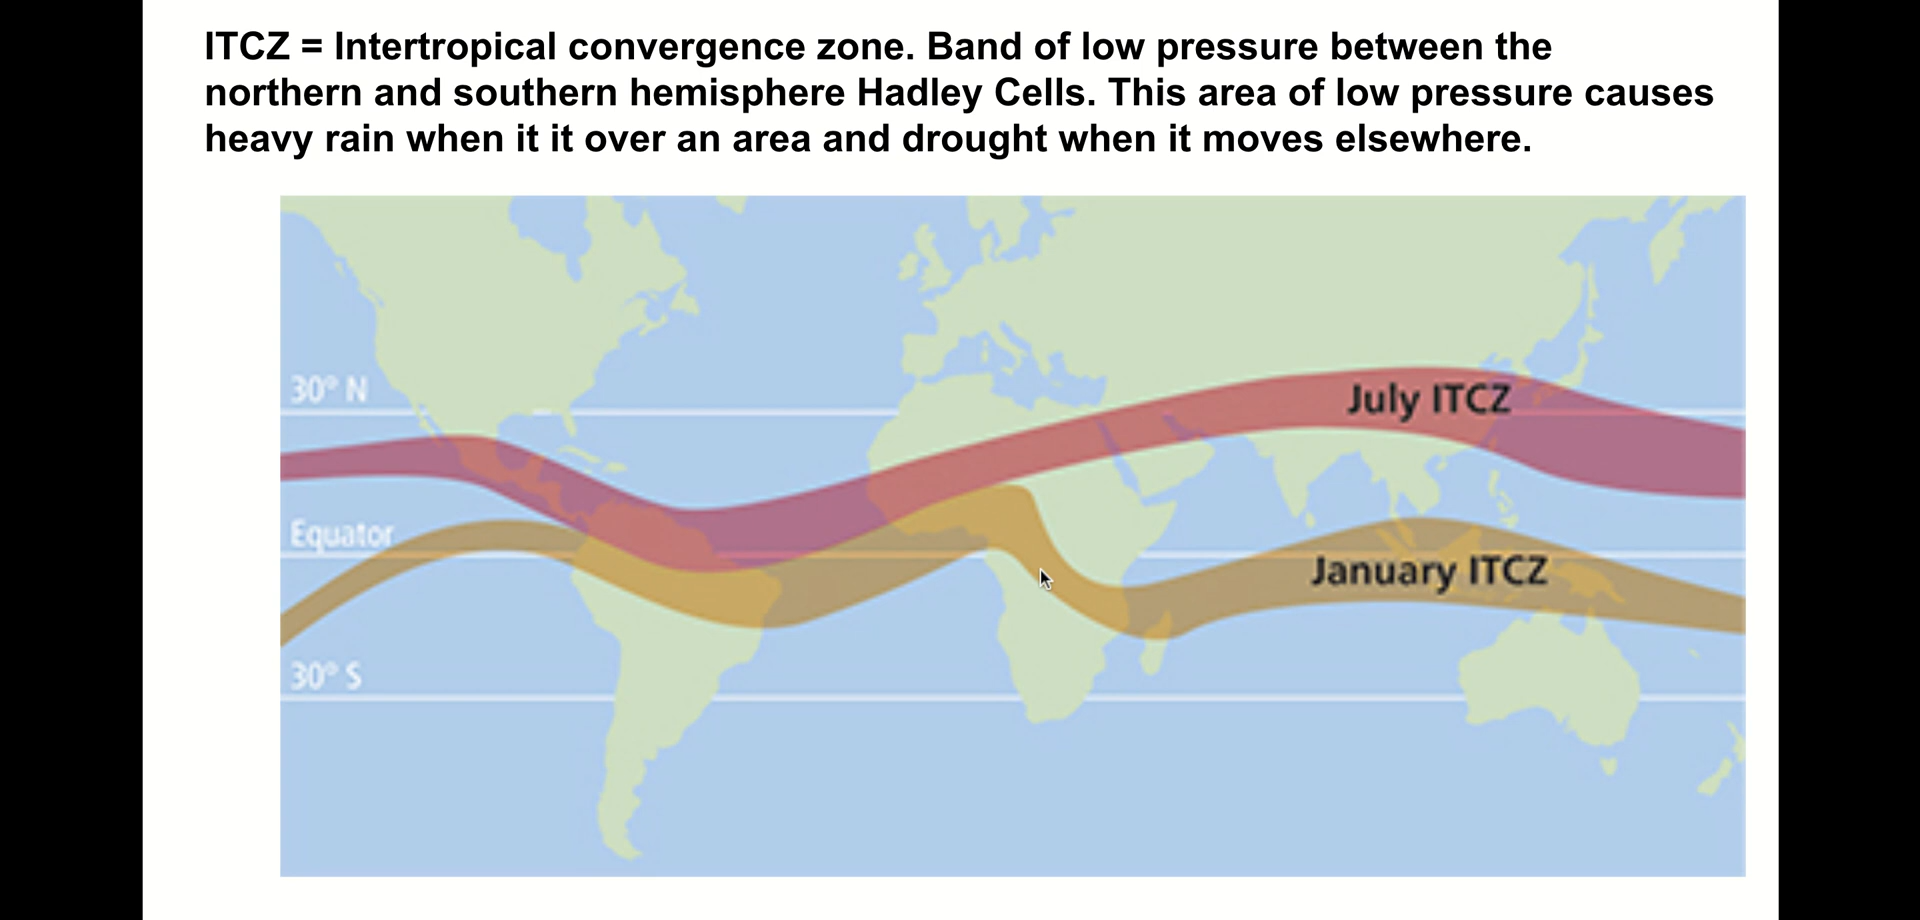 ITCZ = Intertropical convergence zone. Band of low pressure between the
northern and southern hemisphere Hadley Cells. This area of low pressure causes
heavy rain when it it over an area and drought when it moves elsewhere.
30° N
July ITCZ
Equator
January ITCZ
30° S